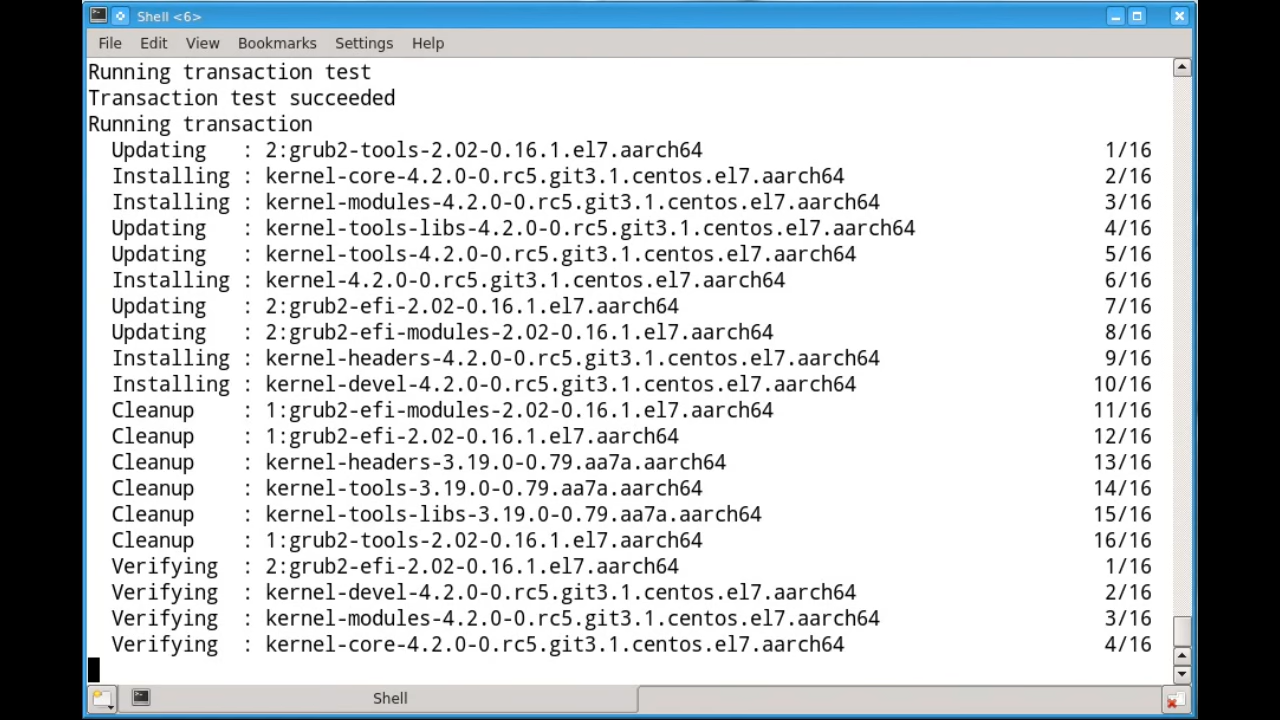 Shell <6>
File Edit View Bookmarks Settings Help
Running transaction test
Transaction test succeeded
Running transaction
  Updating   : 2:grub2-tools-2.02-0.16.1.el7.aarch64 1/16
  Installing : kernel-core-4.2.0-0.rc5.git3.1.centos.el7.aarch64 2/16
  Installing : kernel-modules-4.2.0-0.rc5.git3.1.centos.el7.aarch64 3/16
  Updating   : kernel-tools-libs-4.2.0-0.rc5.git3.1.centos.el7.aarch64 4/16
  Updating   : kernel-tools-4.2.0-0.rc5.git3.1.centos.el7.aarch64 5/16
  Installing : kernel-4.2.0-0.rc5.git3.1.centos.el7.aarch64 6/16
  Updating   : 2:grub2-efi-2.02-0.16.1.el7.aarch64 7/16
  Updating   : 2:grub2-efi-modules-2.02-0.16.1.el7.aarch64 8/16
  Installing : kernel-headers-4.2.0-0.rc5.git3.1.centos.el7.aarch64 9/16
  Installing : kernel-devel-4.2.0-0.rc5.git3.1.centos.el7.aarch64 10/16
  Cleanup    : 1:grub2-efi-modules-2.02-0.16.1.el7.aarch64 11/16
  Cleanup    : 1:grub2-efi-2.02-0.16.1.el7.aarch64 12/16
  Cleanup    : kernel-headers-3.19.0-0.79.aa7a.aarch64 13/16
  Cleanup    : kernel-tools-3.19.0-0.79.aa7a.aarch64 14/16
  Cleanup    : kernel-tools-libs-3.19.0-0.79.aa7a.aarch64 15/16
  Cleanup    : 1:grub2-tools-2.02-0.16.1.el7.aarch64 16/16
  Verifying  : 2:grub2-efi-2.02-0.16.1.el7.aarch64 1/16
  Verifying  : kernel-devel-4.2.0-0.rc5.git3.1.centos.el7.aarch64 2/16
  Verifying  : kernel-modules-4.2.0-0.rc5.git3.1.centos.el7.aarch64 3/16
  Verifying  : kernel-core-4.2.0-0.rc5.git3.1.centos.el7.aarch64 4/16
Shell